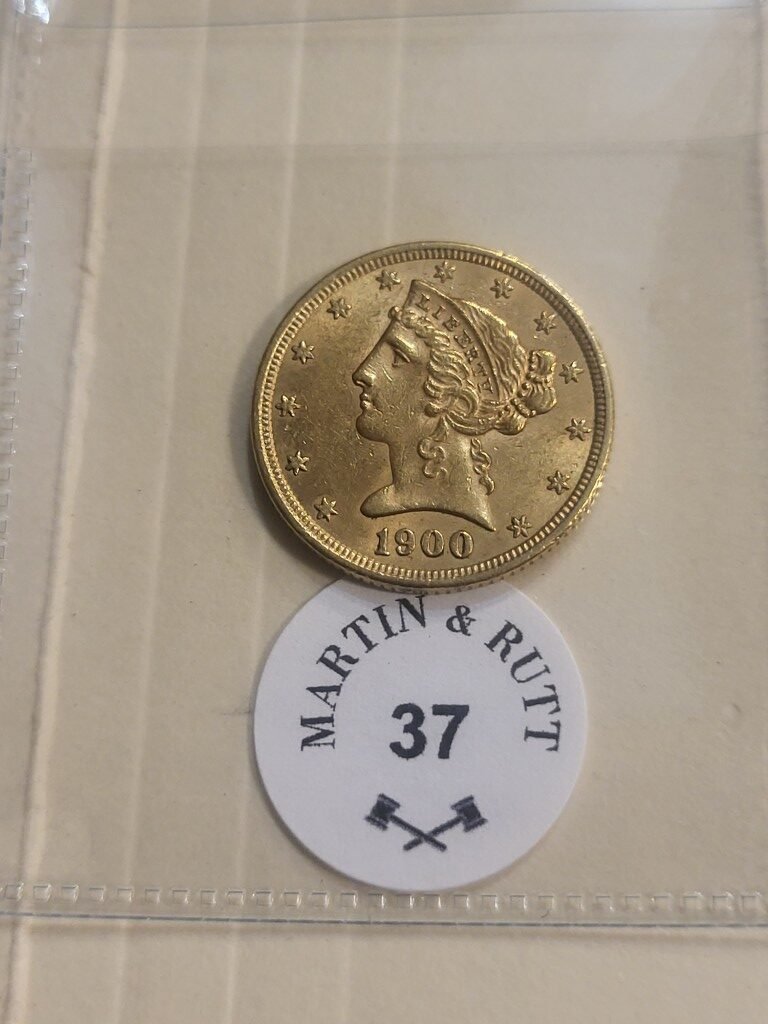 LIBERTY
1900
MARTIN & RUTT
37